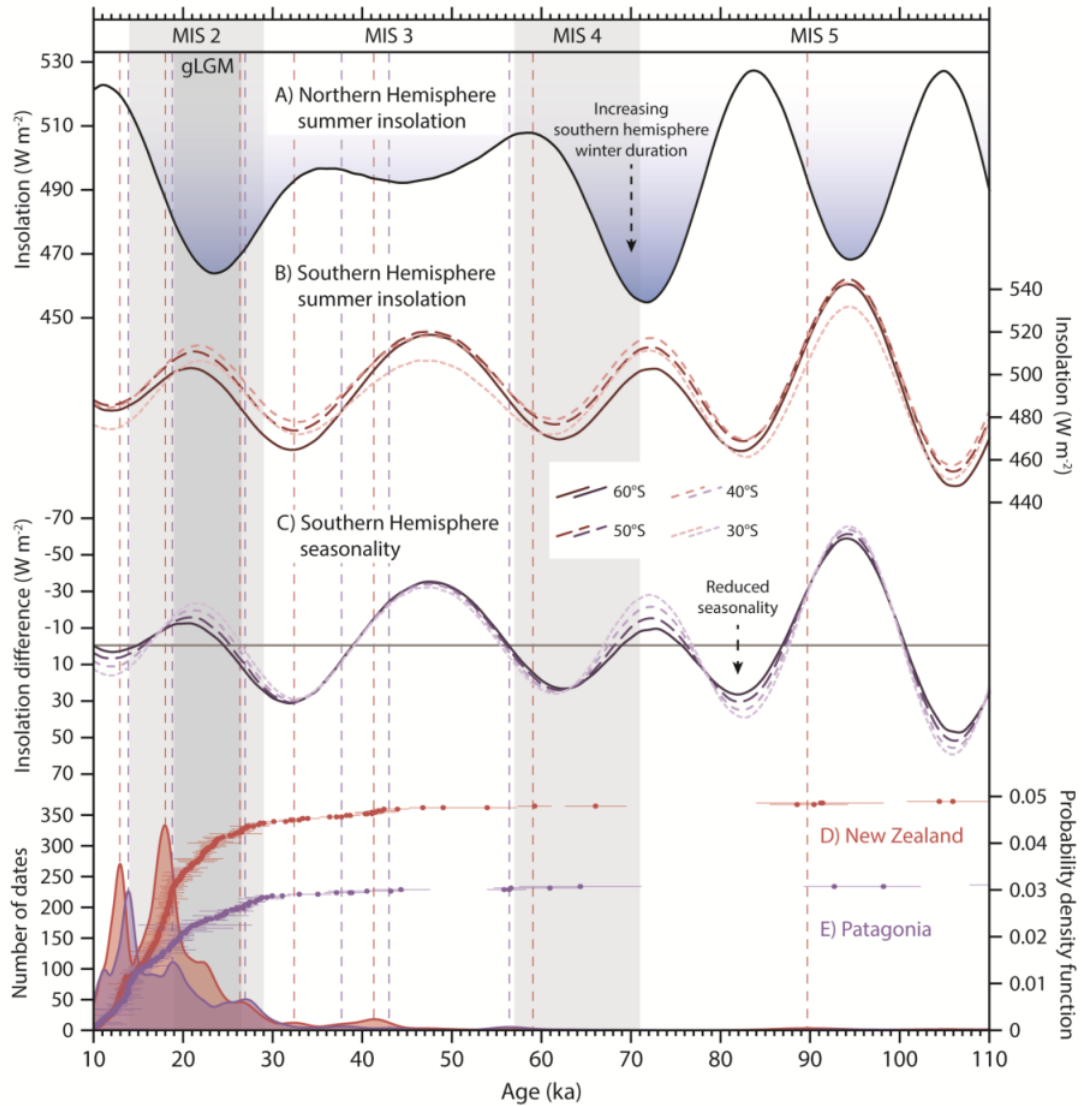 MIS 2
MIS 3
MIS 4
MIS 5
gLGM
A) Northern Hemisphere
summer insolation
Increasing
southern hemisphere
winter duration
Insolation (W m⁻²)
530
510
490
470
450
B) Southern Hemisphere
summer insolation
540
520
500
480
460
440
Insolation (W m⁻²)
60°S
40°S
50°S
30°S
C) Southern Hemisphere
seasonality
Reduced
seasonality
Insolation difference (W m⁻²)
-70
-50
-30
-10
10
30
50
70
D) New Zealand
E) Patagonia
Number of dates
350
300
250
200
150
100
50
0
0.05
0.04
0.03
0.02
0.01
0
Probability density function
10
20
30
40
50
60
70
80
90
100
110
Age (ka)